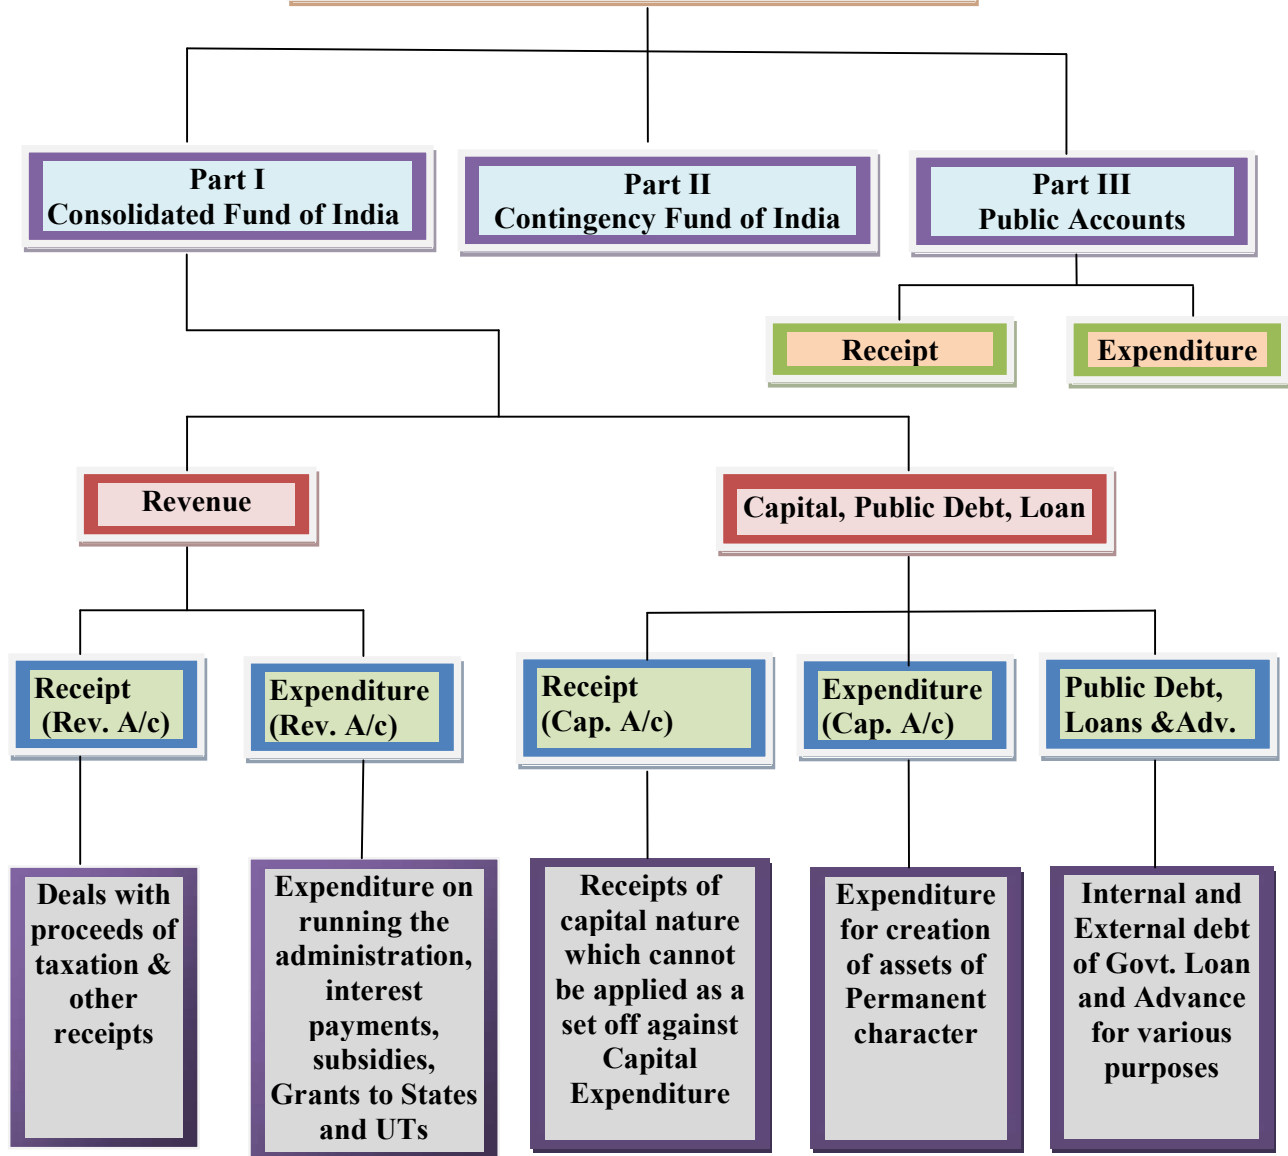 Part I
Consolidated Fund of India
Part II
Contingency Fund of India
Part III
Public Accounts
Receipt
Expenditure
Revenue
Capital, Public Debt, Loan
Receipt
(Rev. A/c)
Expenditure
(Rev. A/c)
Receipt
(Cap. A/c)
Expenditure
(Cap. A/c)
Public Debt,
Loans &Adv.
Deals with
proceeds of
taxation &
other
receipts
Expenditure on
running the
administration,
interest
payments,
subsidies,
Grants to States
and UTs
Receipts of
capital nature
which cannot
be applied as a
set off against
Capital
Expenditure
Expenditure
for creation
of assets of
Permanent
character
Internal and
External debt
of Govt. Loan
and Advance
for various
purposes